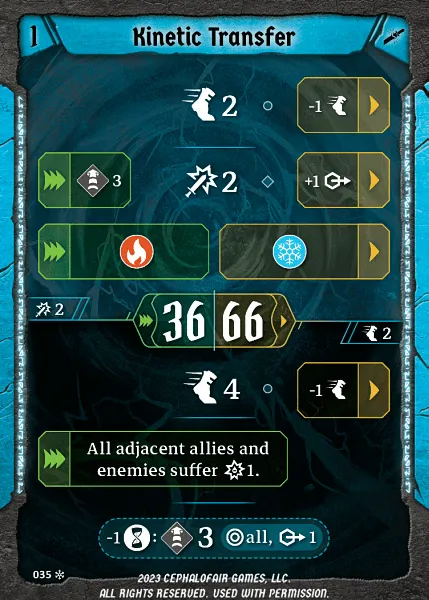 1
Kinetic Transfer
2
-1
3
2
+1
2
36 66
2
4
-1
All adjacent allies and
enemies suffer 1.
-1 : 3 all, 1
035
2023 CEPHALOFAIR GAMES, LLC.
ALL RIGHTS RESERVED. USED WITH PERMISSION.